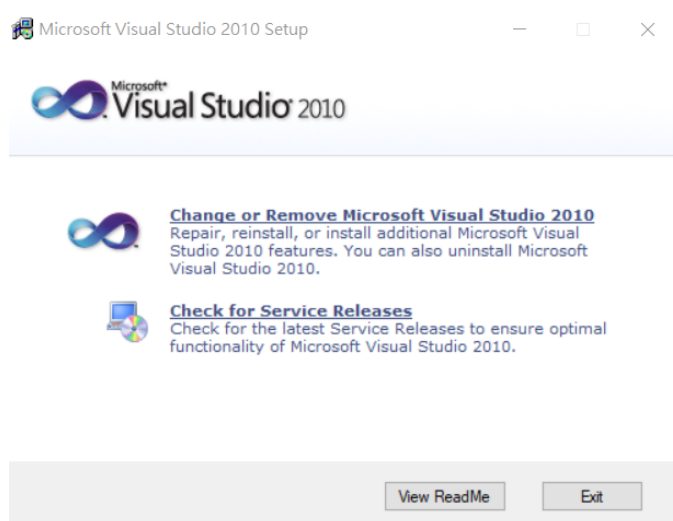 Microsoft Visual Studio 2010 Setup
Microsoft
Visual Studio 2010
Change or Remove Microsoft Visual Studio 2010
Repair, reinstall, or install additional Microsoft Visual
Studio 2010 features. You can also uninstall Microsoft
Visual Studio 2010.
Check for Service Releases
Check for the latest Service Releases to ensure optimal
functionality of Microsoft Visual Studio 2010.
View ReadMe
Exit